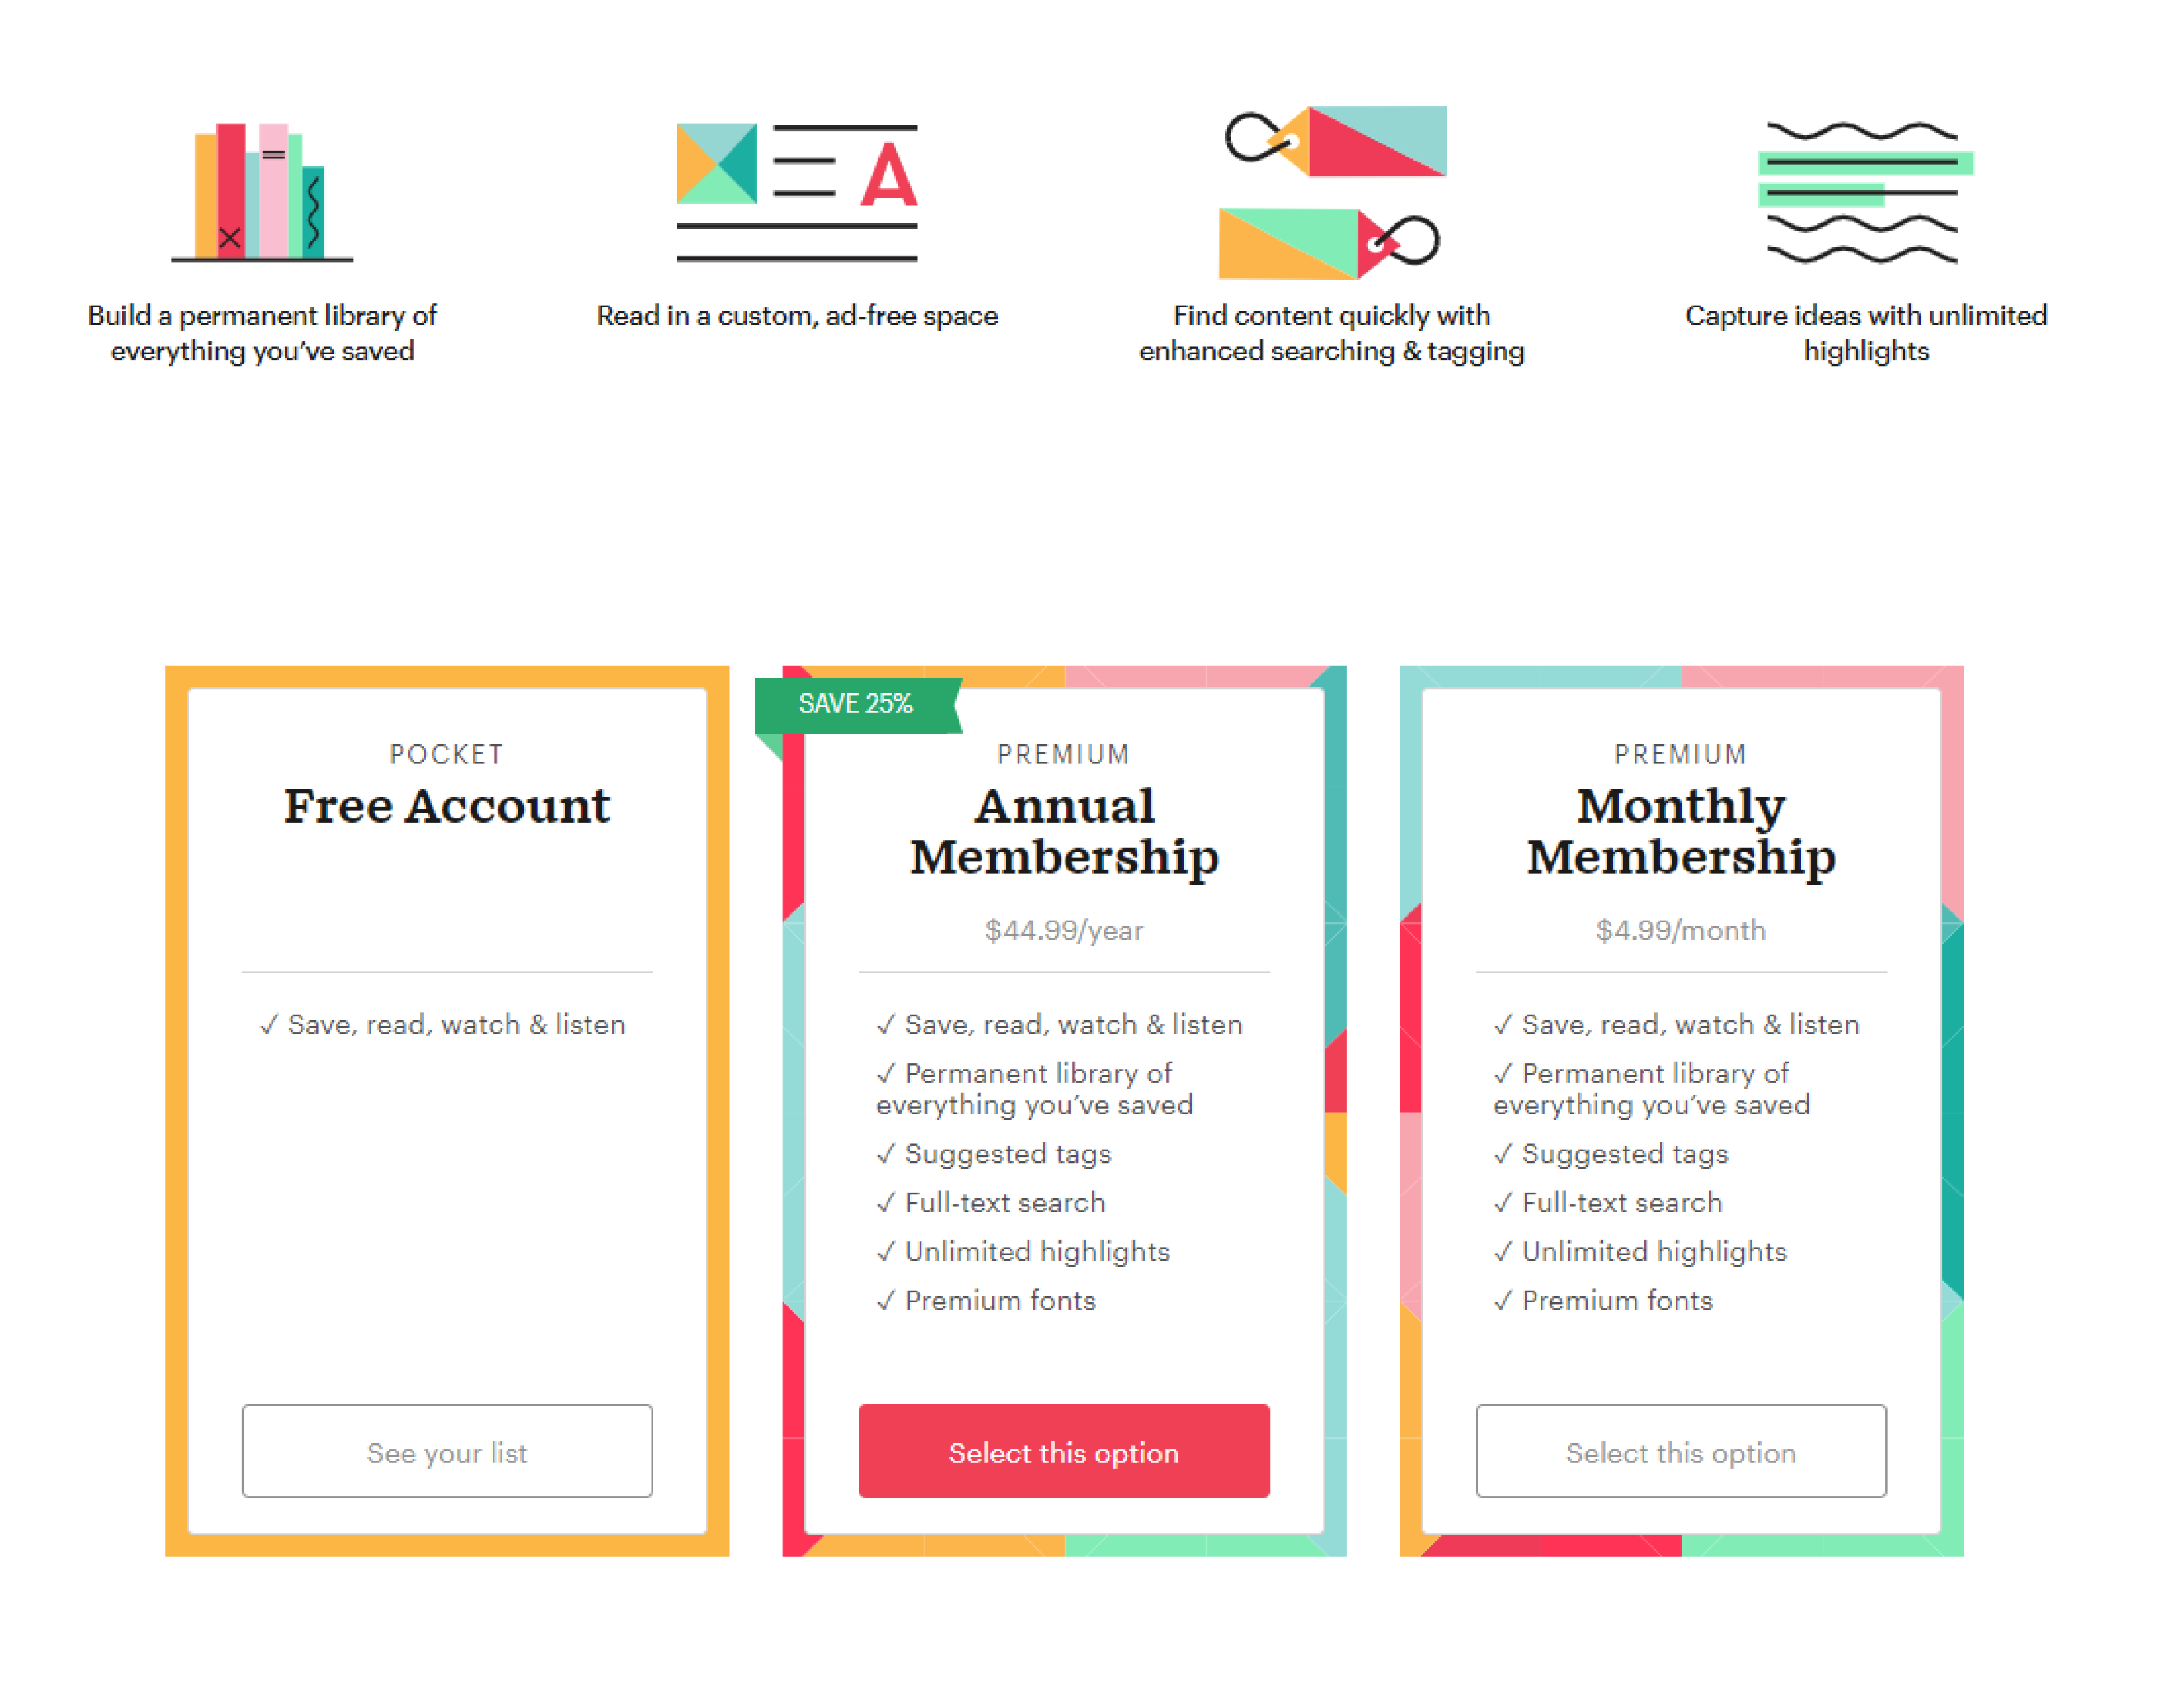 Build a permanent library of
everything you've saved
Read in a custom, ad-free space
Find content quickly with
enhanced searching & tagging
Capture ideas with unlimited
highlights
POCKET
Free Account
✓ Save, read, watch & listen
See your list
SAVE 25%
PREMIUM
Annual
Membership
$44.99/year
✓ Save, read, watch & listen
✓ Permanent library of
everything you've saved
✓ Suggested tags
✓ Full-text search
✓ Unlimited highlights
✓ Premium fonts
Select this option
PREMIUM
Monthly
Membership
$4.99/month
✓ Save, read, watch & listen
✓ Permanent library of
everything you've saved
✓ Suggested tags
✓ Full-text search
✓ Unlimited highlights
✓ Premium fonts
Select this option